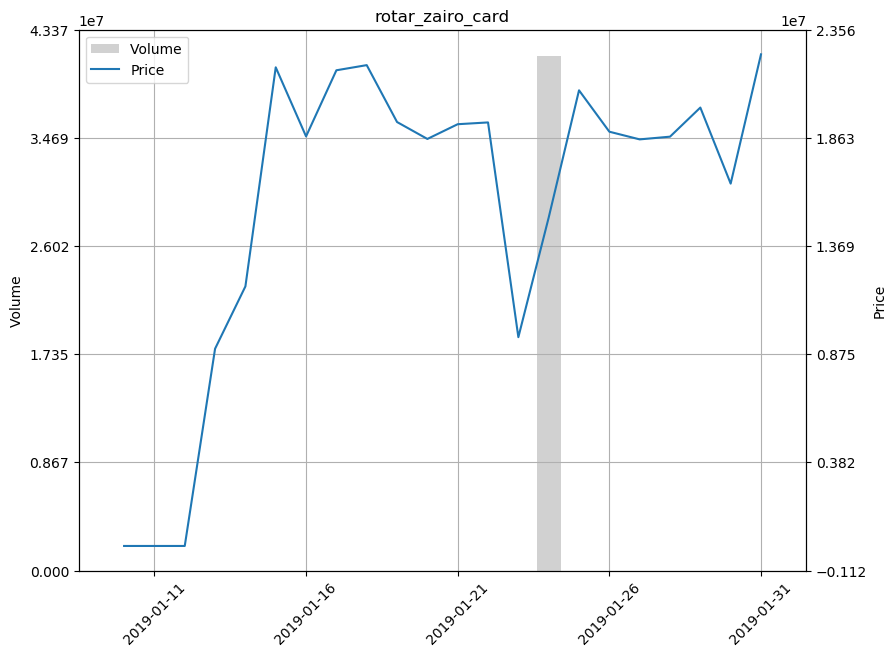 rotar_zairo_card
1e7
1e7
Volume
Price
4.337
3.469
2.602
1.735
0.867
0.000
Volume
2.356
1.863
1.369
0.875
0.382
−0.112
Price
2019-01-11
2019-01-16
2019-01-21
2019-01-26
2019-01-31